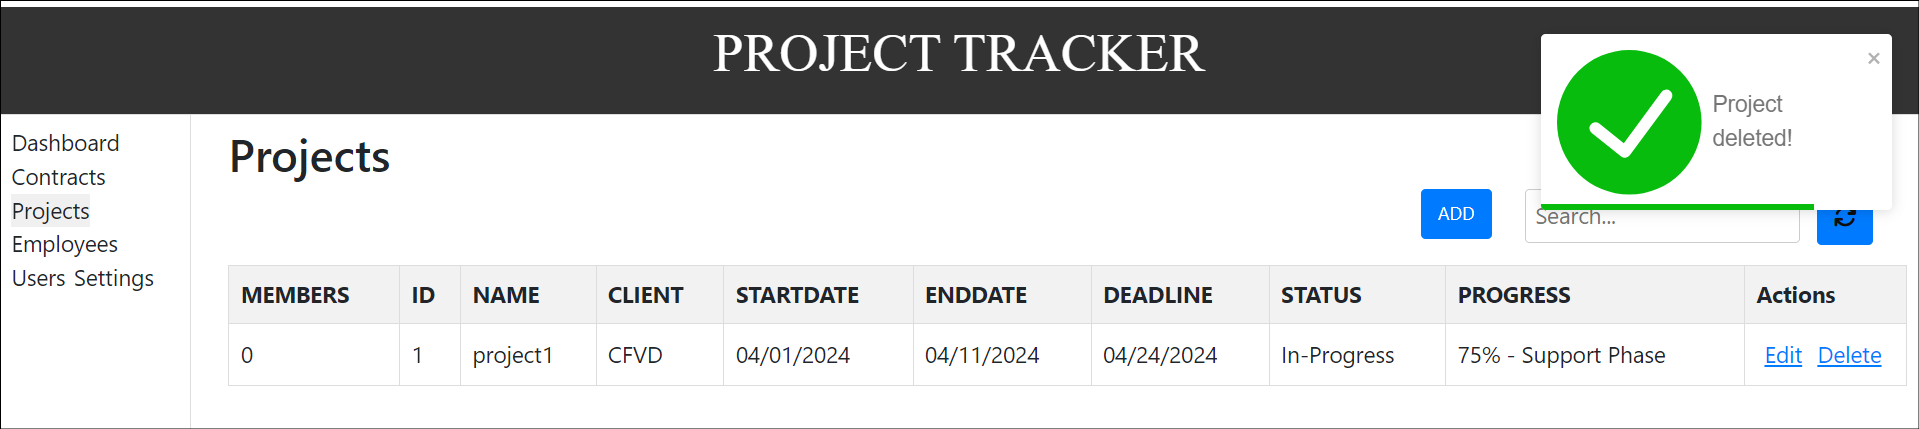 PROJECT TRACKER
×
Project
deleted!
Dashboard
Contracts
Projects
Employees
Users Settings
Projects
ADD
Search...
MEMBERS ID NAME CLIENT STARTDATE ENDDATE DEADLINE STATUS PROGRESS Actions
0 1 project1 CFVD 04/01/2024 04/11/2024 04/24/2024 In-Progress 75% - Support Phase Edit Delete